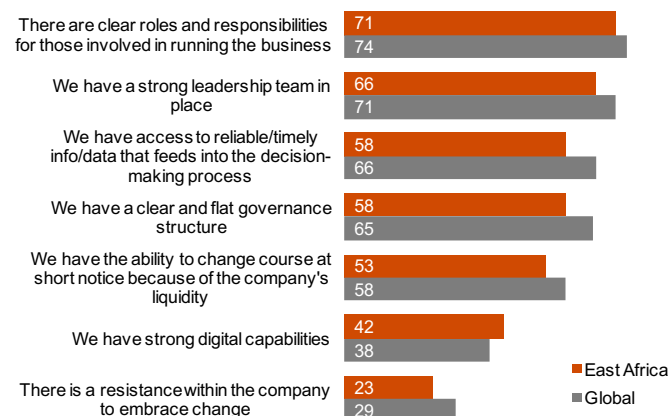 There are clear roles and responsibilities
for those involved in running the business
71
74
We have a strong leadership team in
place
66
71
We have access to reliable/timely
info/data that feeds into the decision-
making process
58
66
We have a clear and flat governance
structure
58
65
We have the ability to change course at
short notice because of the company's
liquidity
53
58
We have strong digital capabilities
42
38
There is a resistance within the company
to embrace change
23
29
East Africa
Global